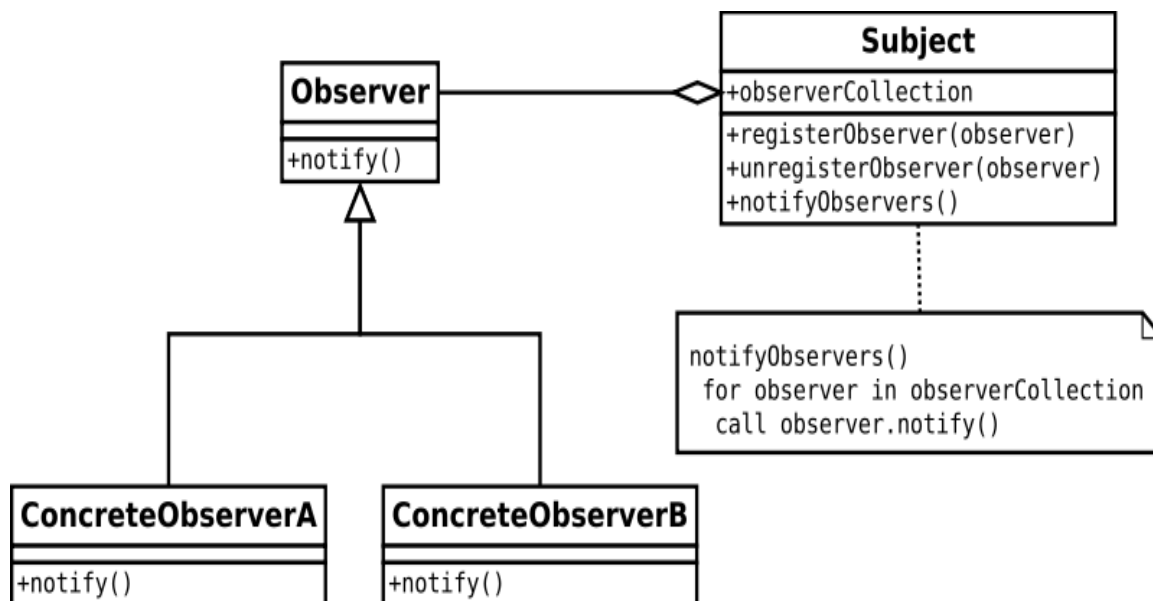 Subject
+observerCollection
+registerObserver(observer)
+unregisterObserver(observer)
+notifyObservers()
Observer
+notify()
notifyObservers()
for observer in observerCollection
call observer.notify()
ConcreteObserverA
+notify()
ConcreteObserverB
+notify()